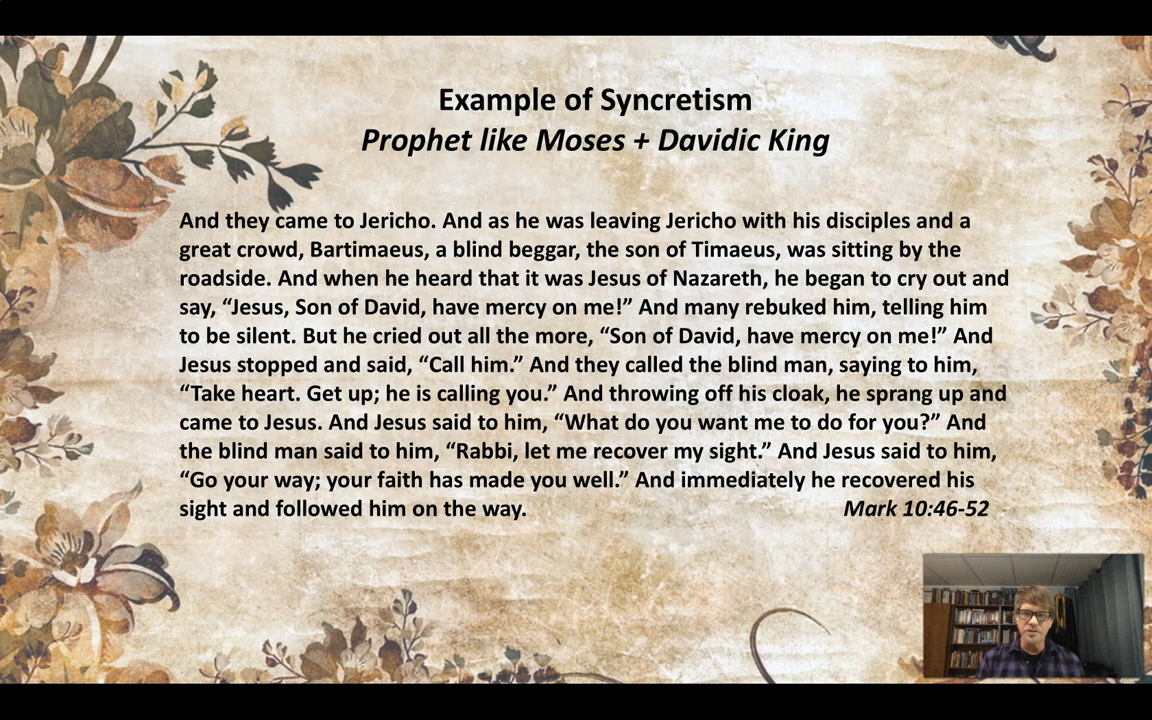 Example of Syncretism
Prophet like Moses + Davidic King
And they came to Jericho. And as he was leaving Jericho with his disciples and a
great crowd, Bartimaeus, a blind beggar, the son of Timaeus, was sitting by the
roadside. And when he heard that it was Jesus of Nazareth, he began to cry out and
say, “Jesus, Son of David, have mercy on me!” And many rebuked him, telling him
to be silent. But he cried out all the more, “Son of David, have mercy on me!” And
Jesus stopped and said, “Call him.” And they called the blind man, saying to him,
“Take heart. Get up; he is calling you.” And throwing off his cloak, he sprang up and
came to Jesus. And Jesus said to him, “What do you want me to do for you?” And
the blind man said to him, “Rabbi, let me recover my sight.” And Jesus said to him,
“Go your way; your faith has made you well.” And immediately he recovered his
sight and followed him on the way. Mark 10:46-52